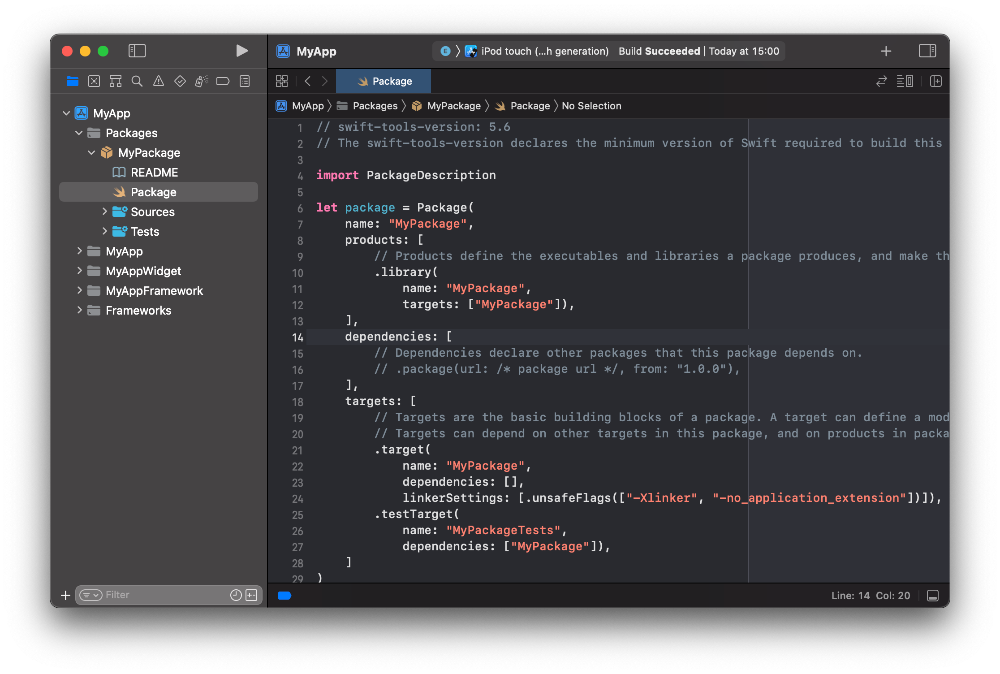 MyApp
iPod touch (...h generation) Build Succeeded | Today at 15:00
Package
MyApp
Packages
MyPackage
README
Package
Sources
Tests
MyApp
MyAppWidget
MyAppFramework
Frameworks
Filter
MyApp Packages MyPackage Package No Selection
1 // swift-tools-version: 5.6
2 // The swift-tools-version declares the minimum version of Swift required to build this
3
4 import PackageDescription
5
6 let package = Package(
7 name: "MyPackage",
8 products: [
9 // Products define the executables and libraries a package produces, and make th
10 .library(
11 name: "MyPackage",
12 targets: ["MyPackage"]),
13 ],
14 dependencies: [
15 // Dependencies declare other packages that this package depends on.
16 // .package(url: /* package url */, from: "1.0.0"),
17 ],
18 targets: [
19 // Targets are the basic building blocks of a package. A target can define a mod
20 // Targets can depend on other targets in this package, and on products in packa
21 .target(
22 name: "MyPackage",
23 dependencies: [],
24 linkerSettings: [.unsafeFlags(["-Xlinker", "-no_application_extension"])]),
25 .testTarget(
26 name: "MyPackageTests",
27 dependencies: ["MyPackage"]),
28 ]
29 )
Line: 14 Col: 20